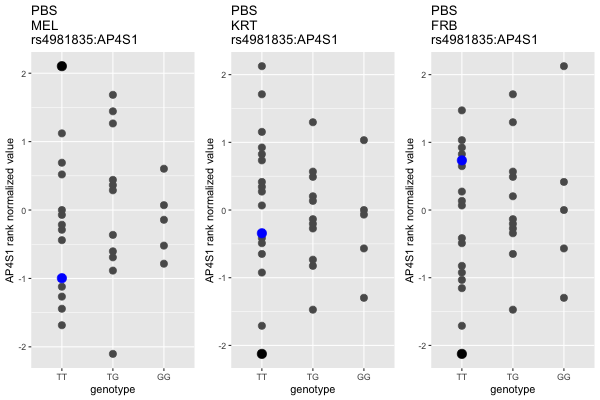 PBS
MEL
rs4981835:AP4S1
AP4S1 rank normalized value
2
1
0
-1
-2
TT TG GG
genotype
PBS
KRT
rs4981835:AP4S1
AP4S1 rank normalized value
2
1
0
-1
-2
TT TG GG
genotype
PBS
FRB
rs4981835:AP4S1
AP4S1 rank normalized value
2
1
0
-1
-2
TT TG GG
genotype